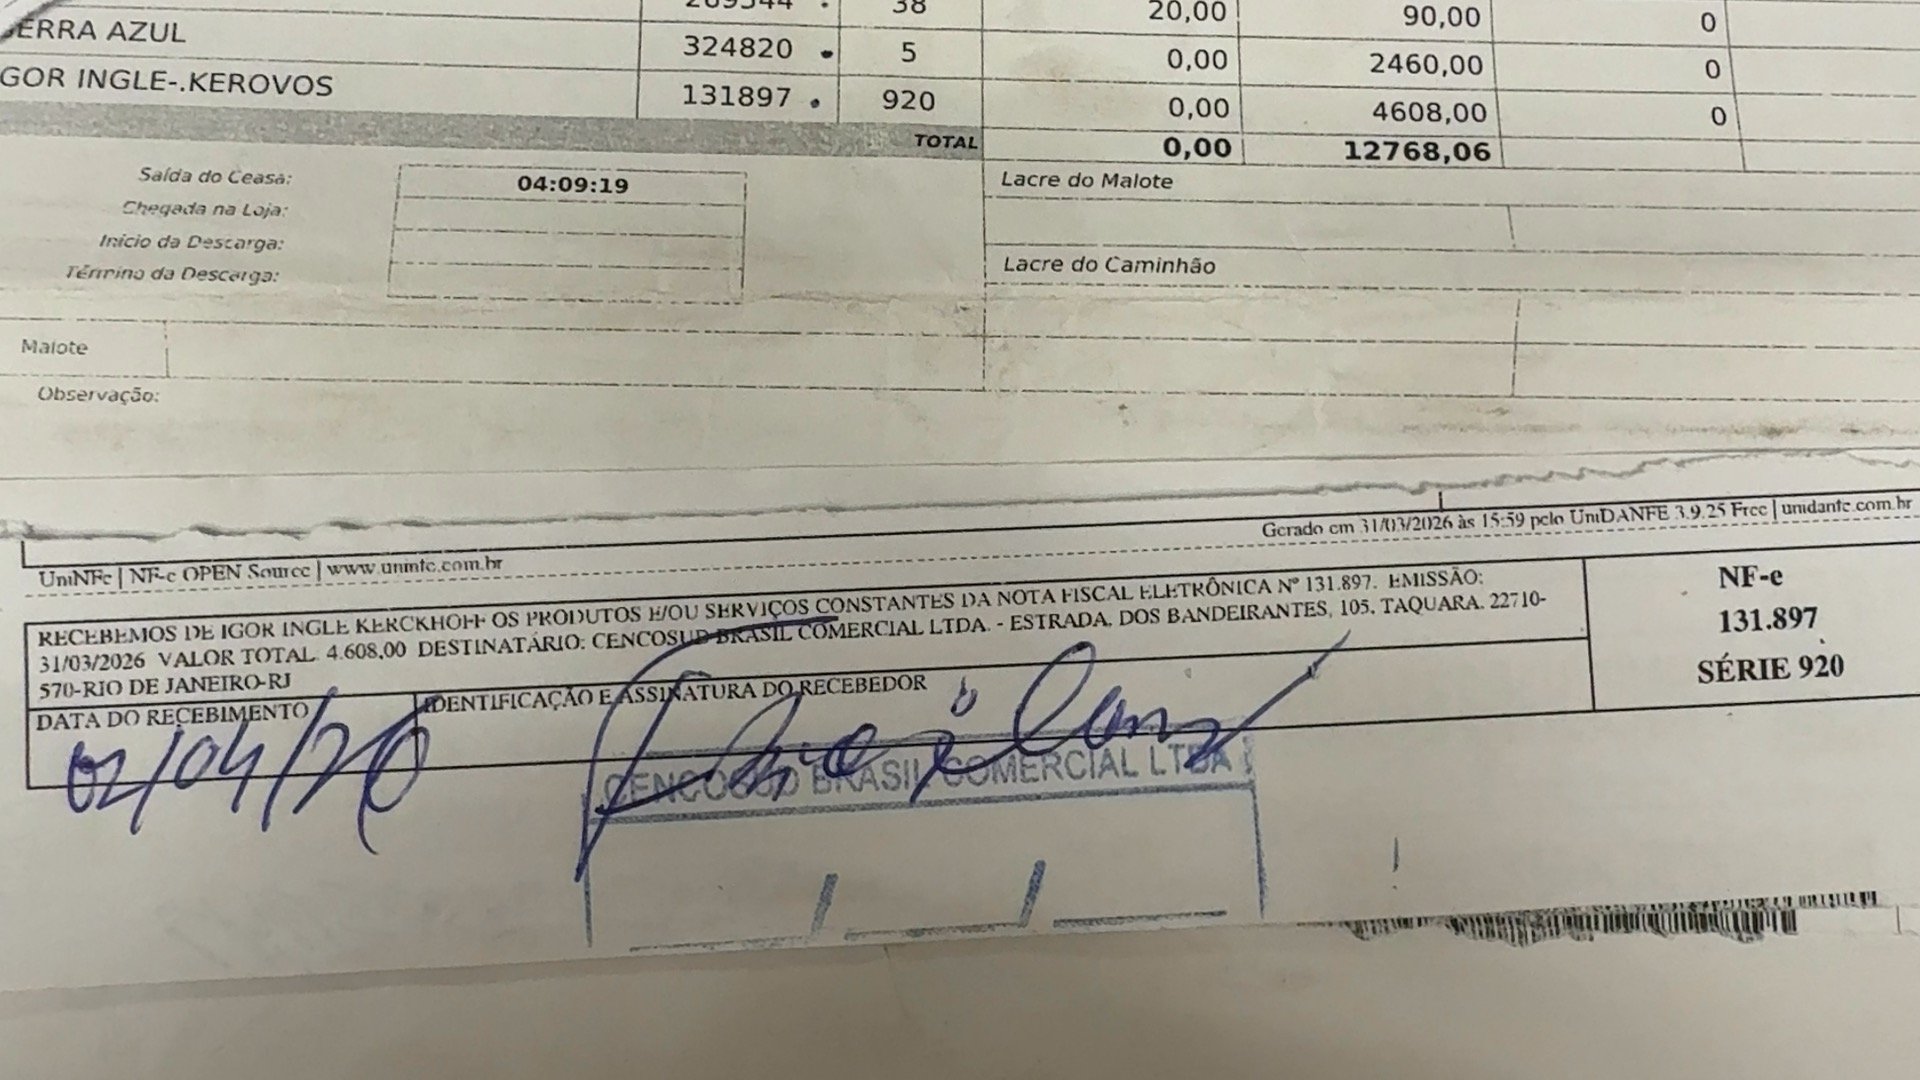 38 20,00 90,00 0
ERRA AZUL 324820 5 0,00 2460,00 0
GOR INGLE-.KEROVOS 131897 920 0,00 4608,00 0
TOTAL 0,00 12768,06
Saída do Ceasa: 04:09:19
Chegada na Loja:
Início da Descarga:
Término da Descarga:
Lacre do Malote
Lacre do Caminhão
Malote
Observação:
Gerado em 31/03/2026 às 15:59 pelo UniDANFE 3.9.25 Free | unidanfe.com.br
UniNFe | NF-e OPEN Source | www.uninfe.com.br
RECEBEMOS DE IGOR INGLE KERCKHOFF OS PRODUTOS E/OU SERVIÇOS CONSTANTES DA NOTA FISCAL ELETRÔNICA Nº 131.897. EMISSÃO:
31/03/2026 VALOR TOTAL. 4.608,00 DESTINATÁRIO: CENCOSUD BRASIL COMERCIAL LTDA. - ESTRADA. DOS BANDEIRANTES, 105. TAQUARA. 22710-
570-RIO DE JANEIRO-RJ
NF-e
131.897
SÉRIE 920
DATA DO RECEBIMENTO
IDENTIFICAÇÃO E ASSINATURA DO RECEBEDOR
CENCOSUD BRASIL COMERCIAL LTDA